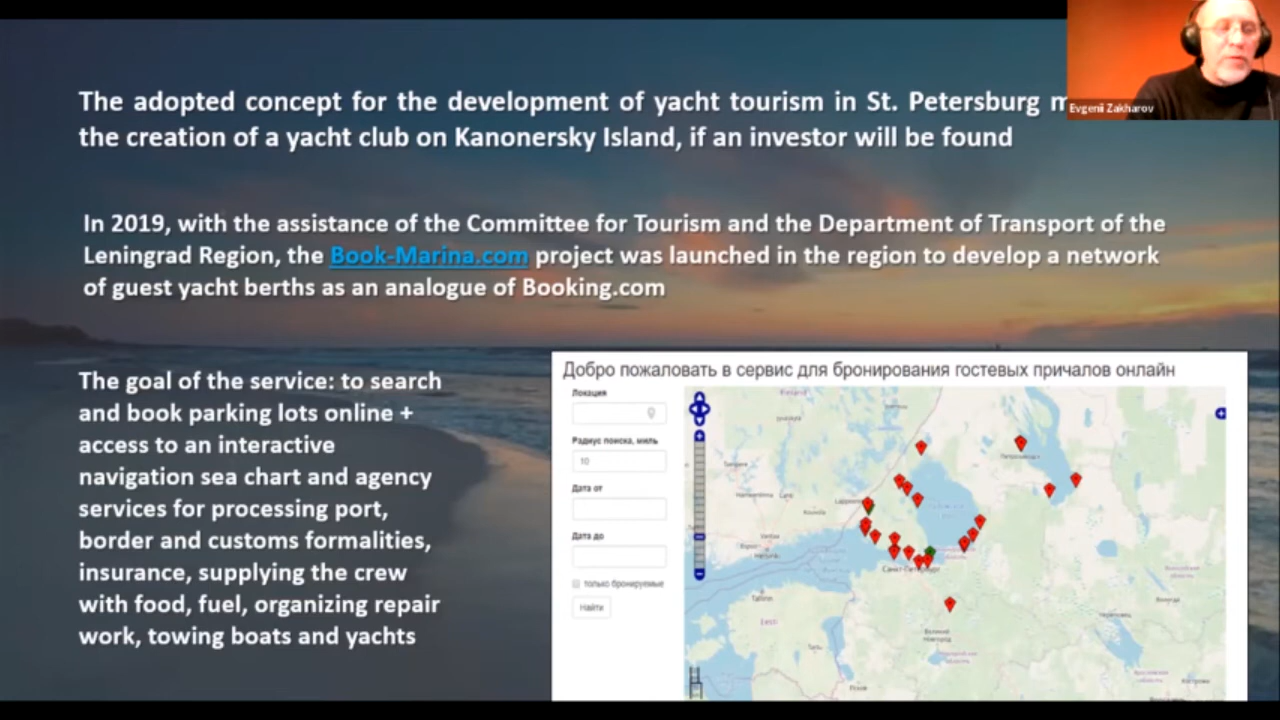 The adopted concept for the development of yacht tourism in St. Petersburg
the creation of a yacht club on Kanonersky Island, if an investor will be found
Evgenii Zakharov
In 2019, with the assistance of the Committee for Tourism and the Department of Transport of the
Leningrad Region, the Book-Marina.com project was launched in the region to develop a network
of guest yacht berths as an analogue of Booking.com
The goal of the service: to search
and book parking lots online +
access to an interactive
navigation sea chart and agency
services for processing port,
border and customs formalities,
insurance, supplying the crew
with food, fuel, organizing repair
work, towing boats and yachts
Добро пожаловать в сервис для бронирования гостевых причалов онлайн
Локация
Радиус поиска, миль
10
Дата от
Дата до
только бронируемые
Найти
Петрозаводск
Санкт-Петербург
Tallinn
Eesti
Tartu
Великий
Новгород
Череповец